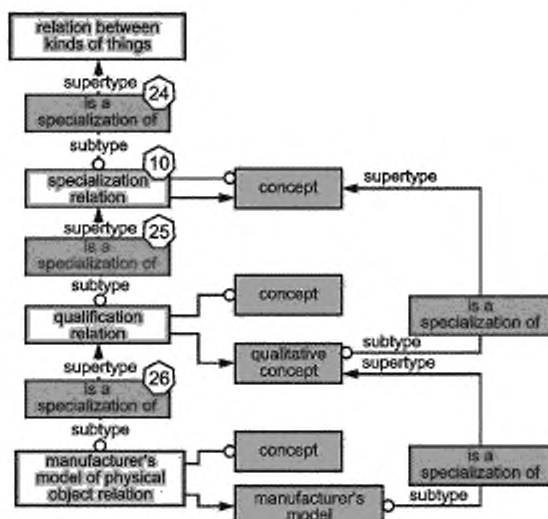 relation between
kinds of things
supertype
24
is a
specialization of
subtype
10
specialization
relation
concept
supertype
supertype
25
is a
specialization of
subtype
concept
qualification
relation
is a
specialization of
subtype
qualitative
concept
supertype
supertype
26
is a
specialization of
subtype
concept
manufacturer's
model of physical
object relation
is a
specialization of
subtype
manufacturer's
model